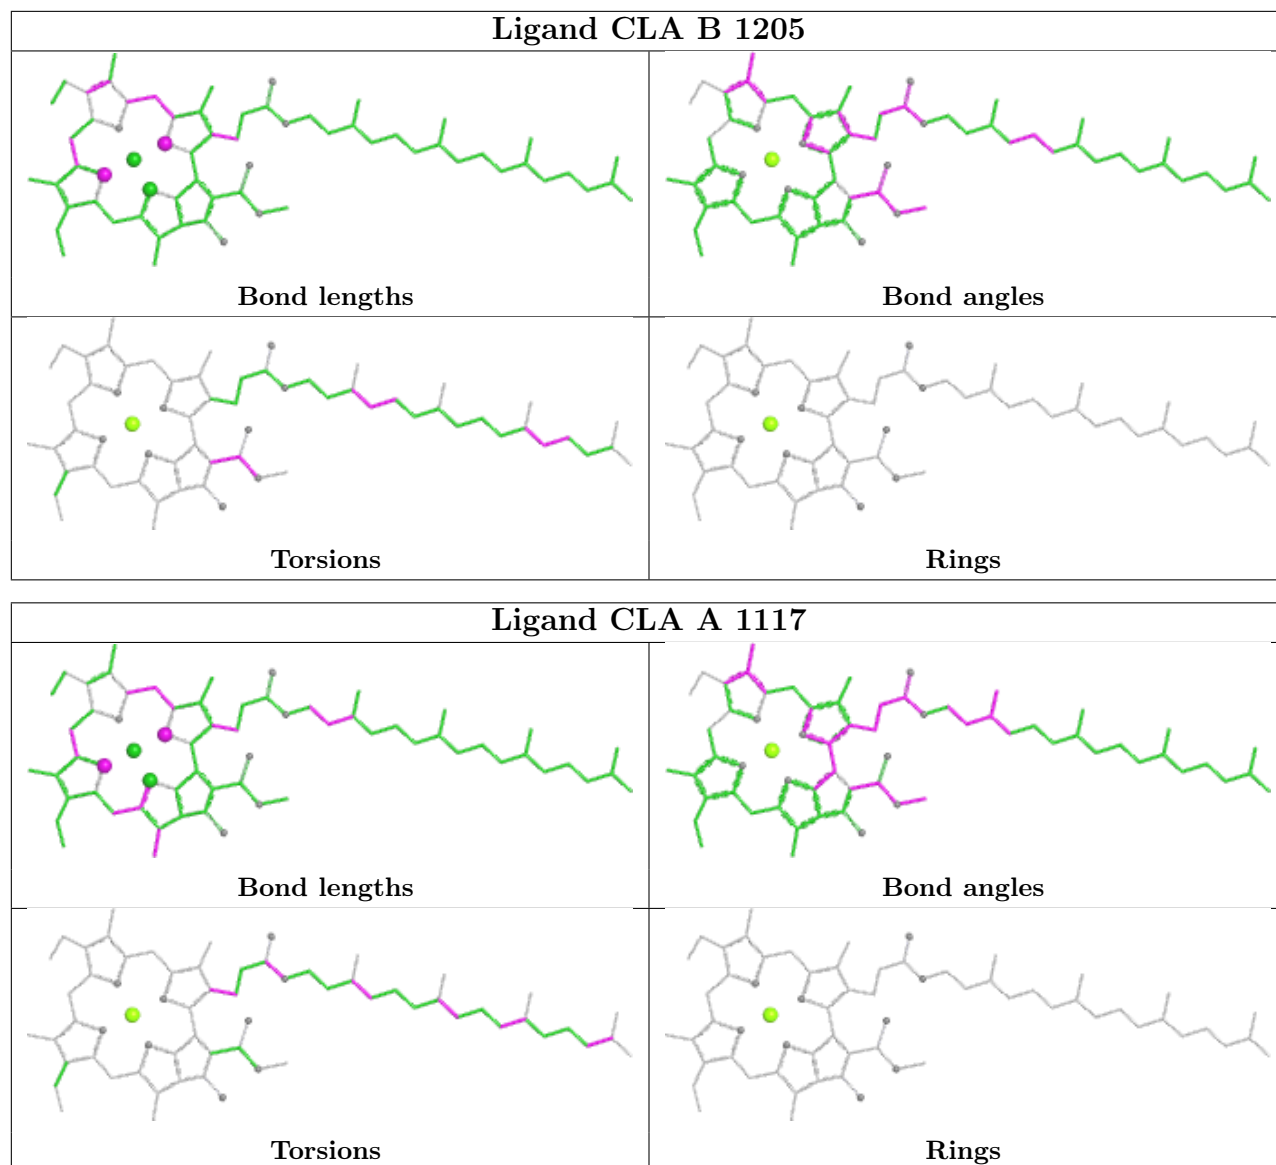 Ligand CLA B 1205
Bond lengths
Bond angles
Torsions
Rings
Ligand CLA A 1117
Bond lengths
Bond angles
Torsions
Rings